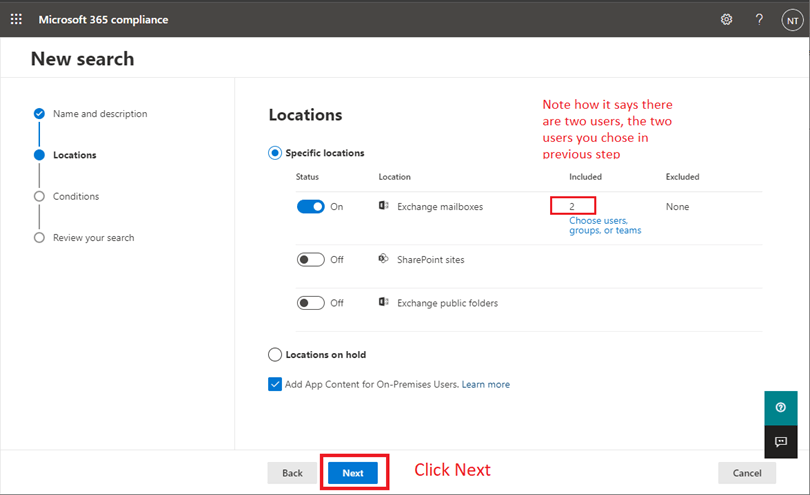 Microsoft 365 compliance
?
NT
New search
Name and description
Locations
Conditions
Review your search
Locations
Note how it says there
are two users, the two
users you chose in
previous step
Specific locations
Status Location Included Excluded
On Exchange mailboxes 2 None
Choose users,
groups, or teams
Off SharePoint sites
Off Exchange public folders
Locations on hold
Add App Content for On-Premises Users. Learn more
Back Next Click Next Cancel